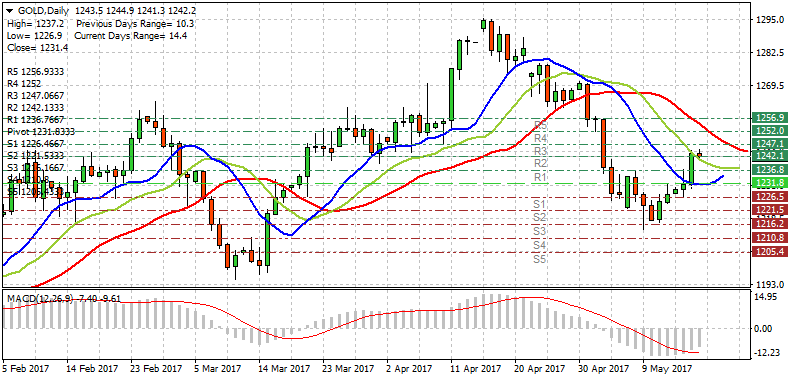 GOLD,Daily 1243.5 1244.9 1241.3 1242.2
High= 1237.2 Previous Days Range= 10.3
Low= 1226.9 Current Days Range= 14.4
Close= 1231.4
R5 1256.9333
R4 1252
R3 1247.0667
R2 1242.1333
R1 1236.7667
Pivot 1231.8333
S1 1226.4667
S2 1221.5333
R5
R4
R3
R2
R1
S1
S2
S3
S4
S5
1295.0
1282.5
1269.5
1256.9
1252.0
1247.1
1242.1
1236.8
1231.8
1226.5
1221.5
1216.2
1210.8
1205.4
1193.0
MACD(12,26,9) -7.40 -9.61
14.95
0.00
-12.23
5 Feb 2017
14 Feb 2017
23 Feb 2017
5 Mar 2017
14 Mar 2017
23 Mar 2017
2 Apr 2017
11 Apr 2017
20 Apr 2017
30 Apr 2017
9 May 2017